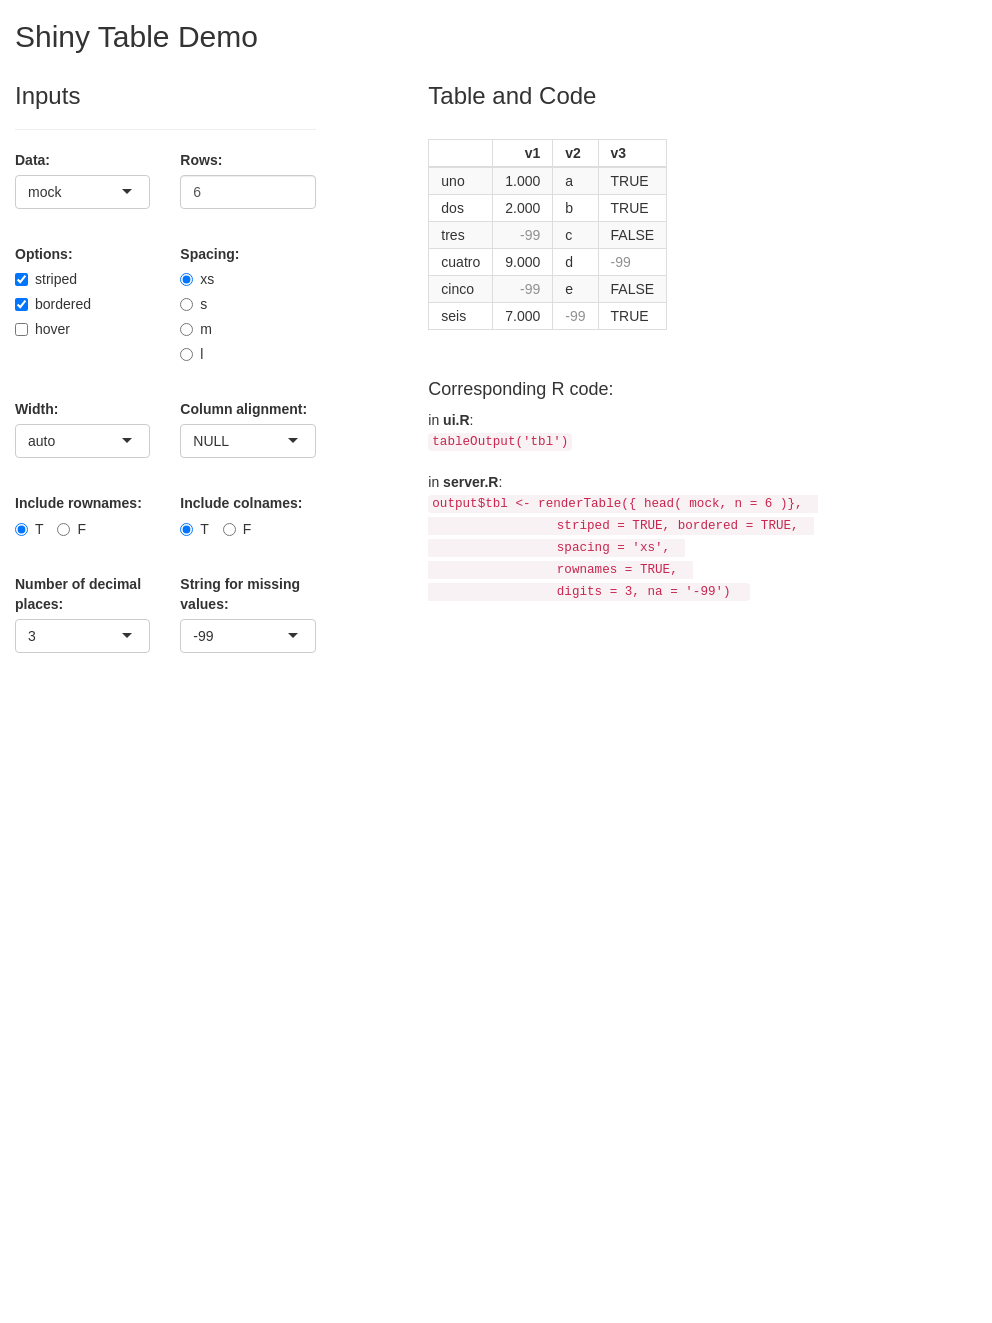 Shiny Table Demo
Inputs
Data: Rows:
mock 6
Options: Spacing:
striped xs
bordered s
hover m
l
Width: Column alignment:
auto NULL
Include rownames: Include colnames:
T F T F
Number of decimal places: String for missing values:
3 -99
Table and Code
v1 v2 v3
uno 1.000 a TRUE
dos 2.000 b TRUE
tres -99 c FALSE
cuatro 9.000 d -99
cinco -99 e FALSE
seis 7.000 -99 TRUE
Corresponding R code:
in ui.R:
tableOutput('tbl')
in server.R:
output$tbl <- renderTable({ head( mock, n = 6 )},
striped = TRUE, bordered = TRUE,
spacing = 'xs',
rownames = TRUE,
digits = 3, na = '-99')